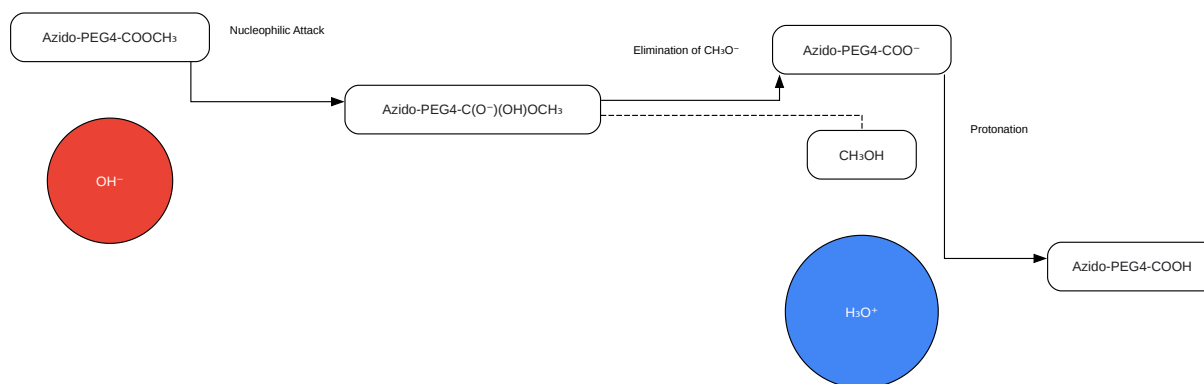 Azido-PEG4-COOCH₃
Nucleophilic Attack
Elimination of CH₃O⁻
Azido-PEG4-COO⁻
Azido-PEG4-C(O⁻)(OH)OCH₃
Protonation
CH₃OH
OH⁻
Azido-PEG4-COOH
H₃O⁺